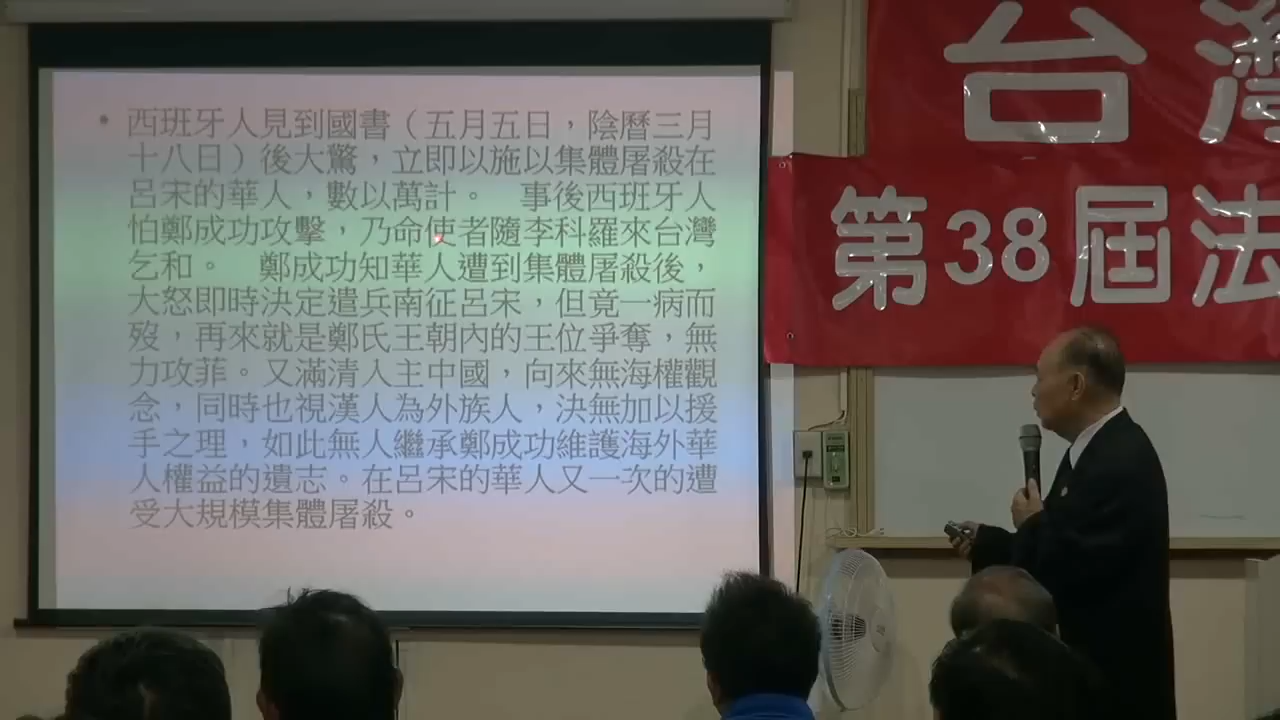 • 西班牙人見到國書（五月五日，陰曆三月
十八日）後大驚，立即以施以集體屠殺在
呂宋的華人，數以萬計。 事後西班牙人
怕鄭成功攻擊，乃命使者隨李科羅來台灣
乞和。 鄭成功知華人遭到集體屠殺後，
大怒即時決定遣兵南征呂宋，但竟一病而
歿，再來就是鄭氏王朝內的王位爭奪，無
力攻菲。又滿清入主中國，向來無海權觀
念，同時也視漢人為外族人，決無加以援
手之理，如此無人繼承鄭成功維護海外華
人權益的遺志。在呂宋的華人又一次的遭
受大規模集體屠殺。
台灣
第38屆法